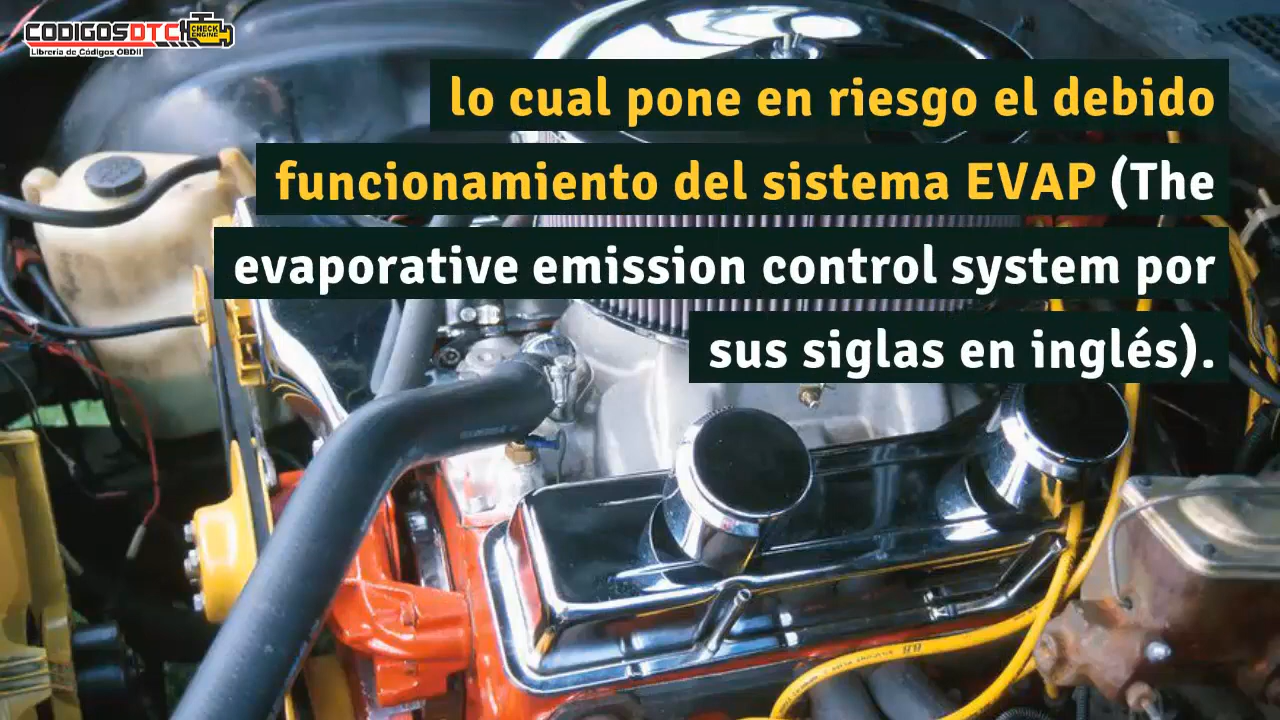 CODIGOSDTC
CHECK
ENGINE
Librería de Códigos OBDII
lo cual pone en riesgo el debido
funcionamiento del sistema EVAP (The
evaporative emission control system por
sus siglas en inglés).